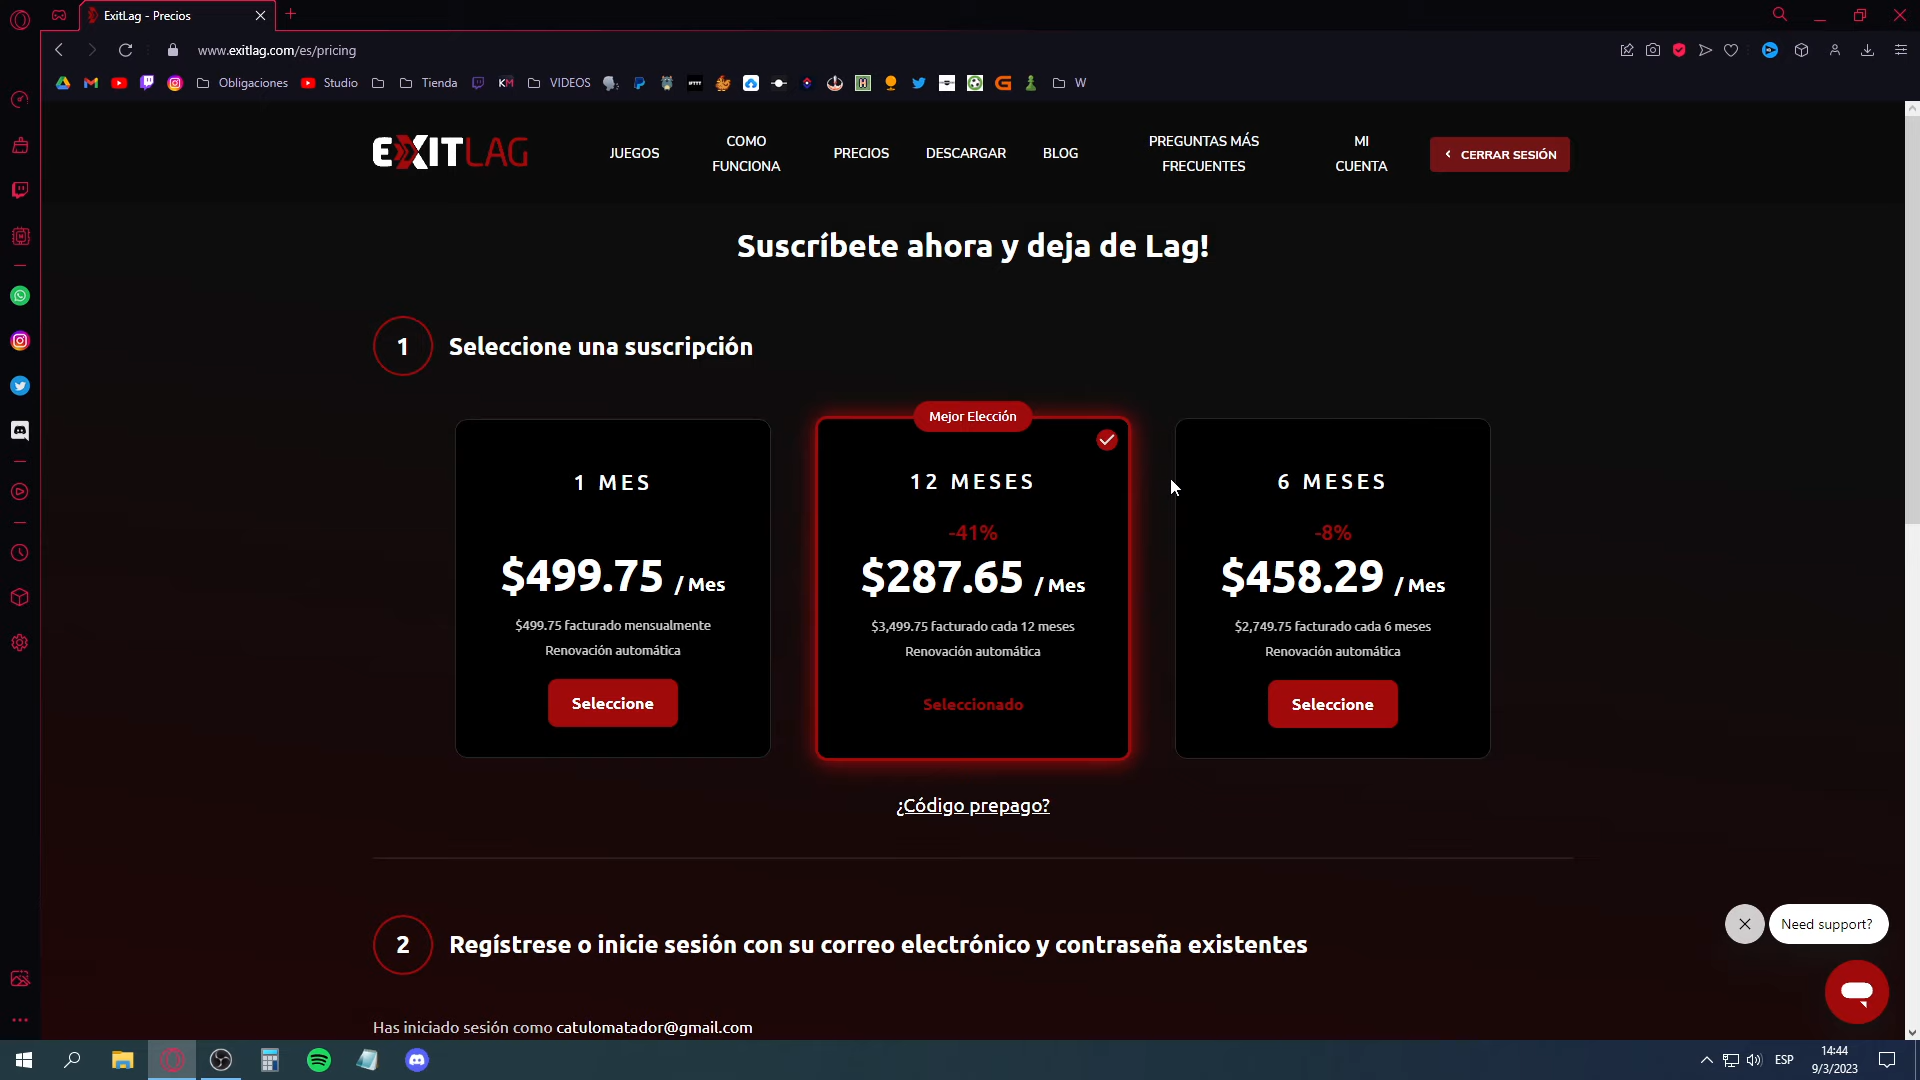 ExitLag - Precios
www.exitlag.com/es/pricing
Obligaciones
Studio
Tienda
KM
VIDEOS
IFTTT
W
EXITLAG
JUEGOS
COMO
FUNCIONA
PRECIOS
DESCARGAR
BLOG
PREGUNTAS MÁS
FRECUENTES
MI
CUENTA
CERRAR SESIÓN
Suscríbete ahora y deja de Lag!
1
Seleccione una suscripción
1 MES
$499.75 / Mes
$499.75 facturado mensualmente
Renovación automática
Seleccione
Mejor Elección
12 MESES
-41%
$287.65 / Mes
$3,499.75 facturado cada 12 meses
Renovación automática
Seleccionado
6 MESES
-8%
$458.29 / Mes
$2,749.75 facturado cada 6 meses
Renovación automática
Seleccione
¿Código prepago?
2
Regístrese o inicie sesión con su correo electrónico y contraseña existentes
Has iniciado sesión como catulomatador@gmail.com
Need support?
ESP
14:44
9/3/2023